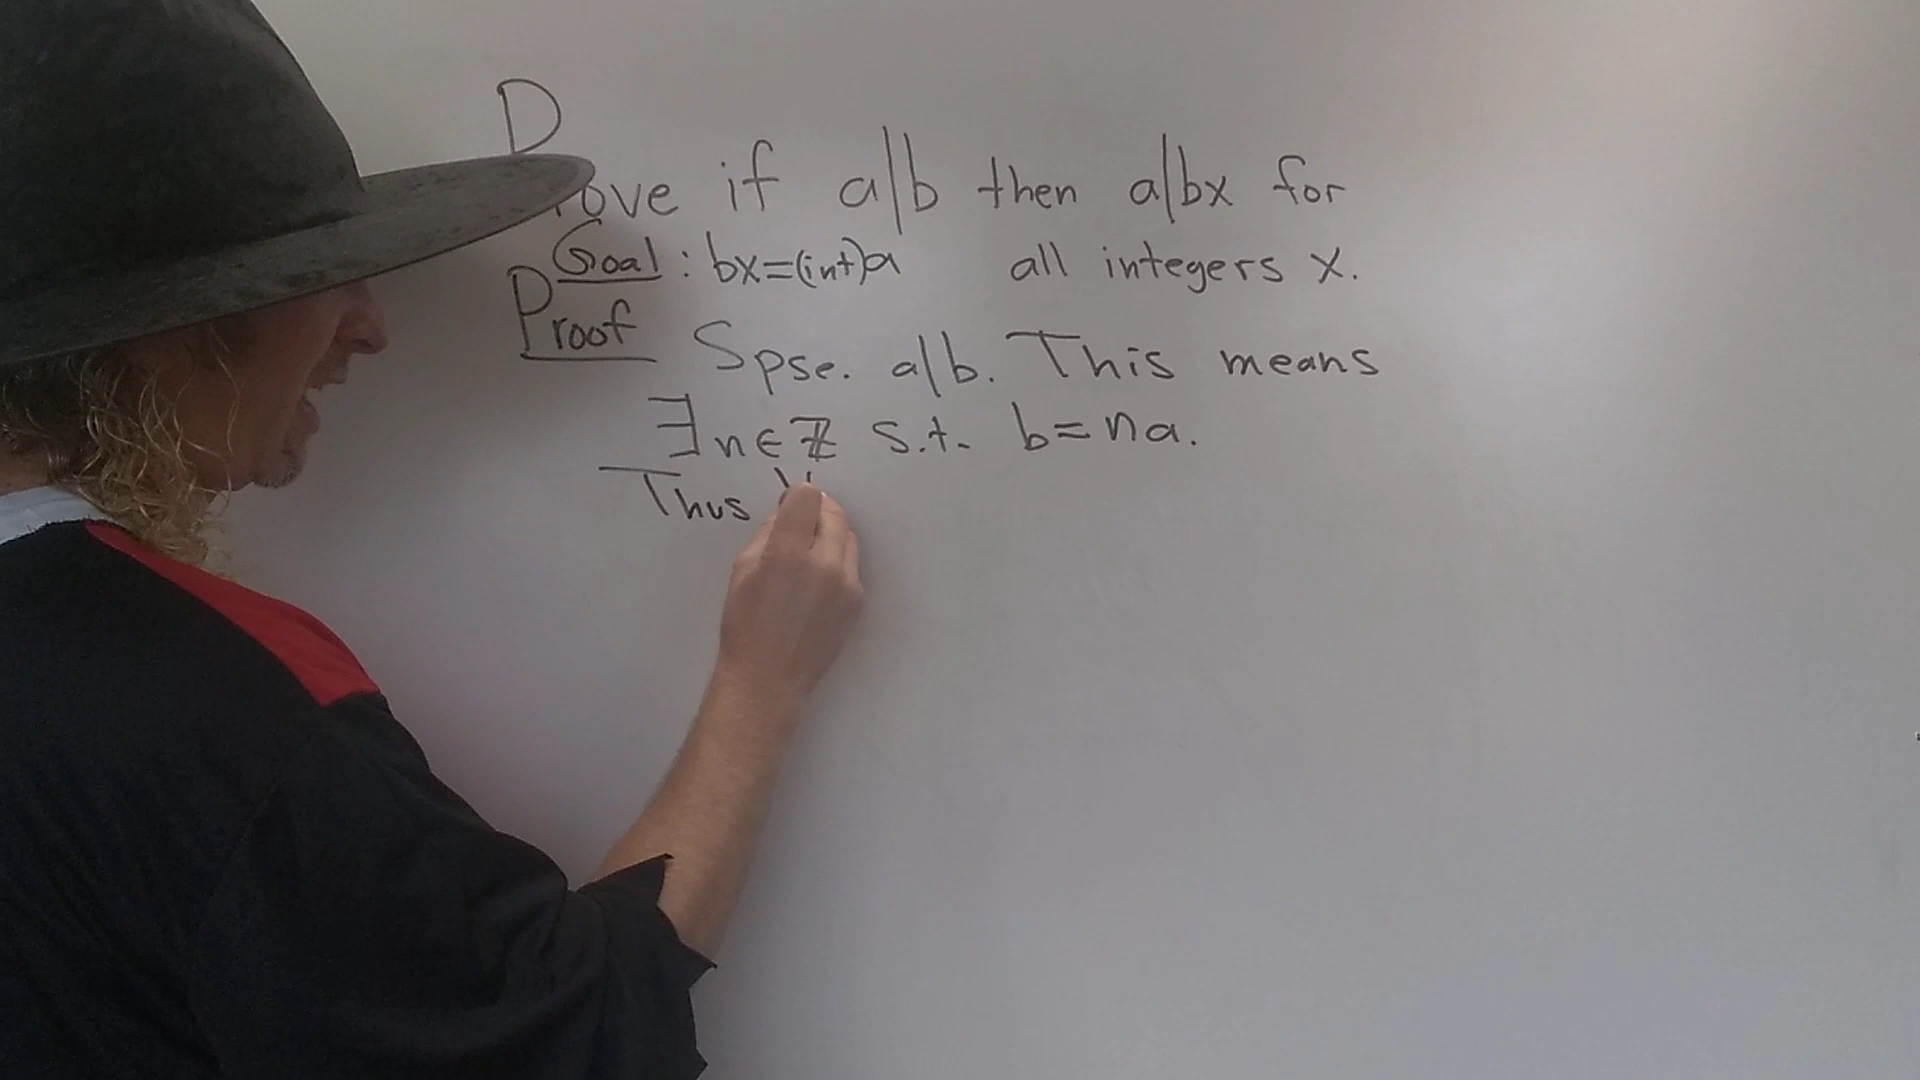 Prove if a|b then a|bx for
Goal: bx=(int)a all integers x.
Proof Spse. a|b. This means
∃n∈ℤ s.t. b=na.
Thus